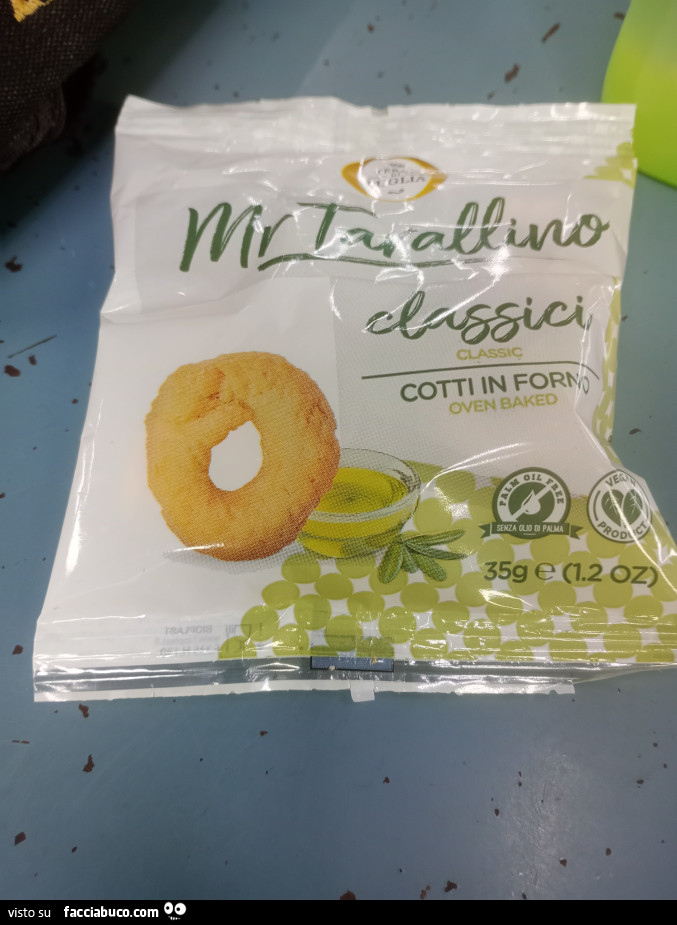 PUGLIA
Mr Tarallino
classici
CLASSIC
COTTI IN FORNO
OVEN BAKED
PALM OIL FREE
SENZA OLIO DI PALMA
VEGAN
PRODUCT
35g e (1.2 OZ)
visto su facciabuco.com